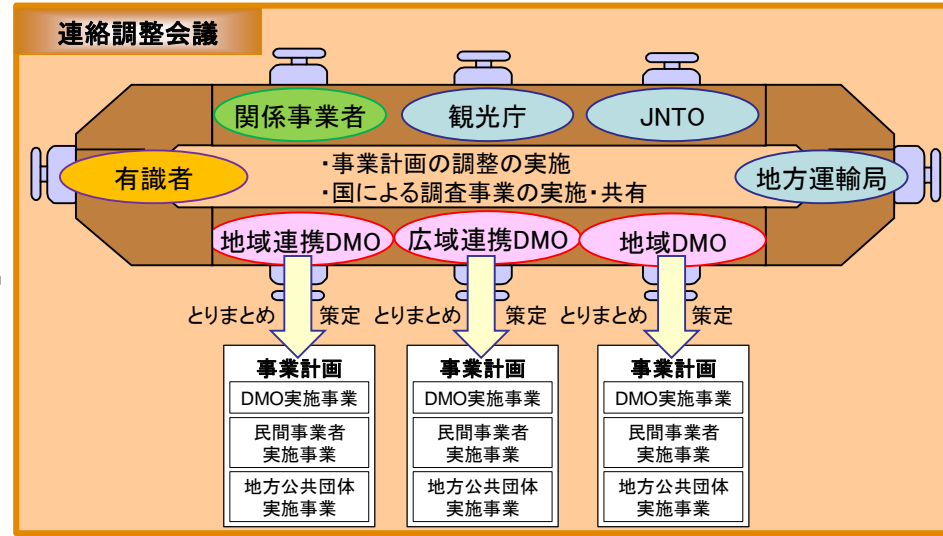 連絡調整会議
関係事業者
観光庁
JNTO
有識者
・事業計画の調整の実施
・国による調査事業の実施・共有
地方運輸局
地域連携DMO
広域連携DMO
地域DMO
とりまとめ
策定
とりまとめ
策定
とりまとめ
策定
事業計画
DMO実施事業
民間事業者
実施事業
地方公共団体
実施事業
事業計画
DMO実施事業
民間事業者
実施事業
地方公共団体
実施事業
事業計画
DMO実施事業
民間事業者
実施事業
地方公共団体
実施事業